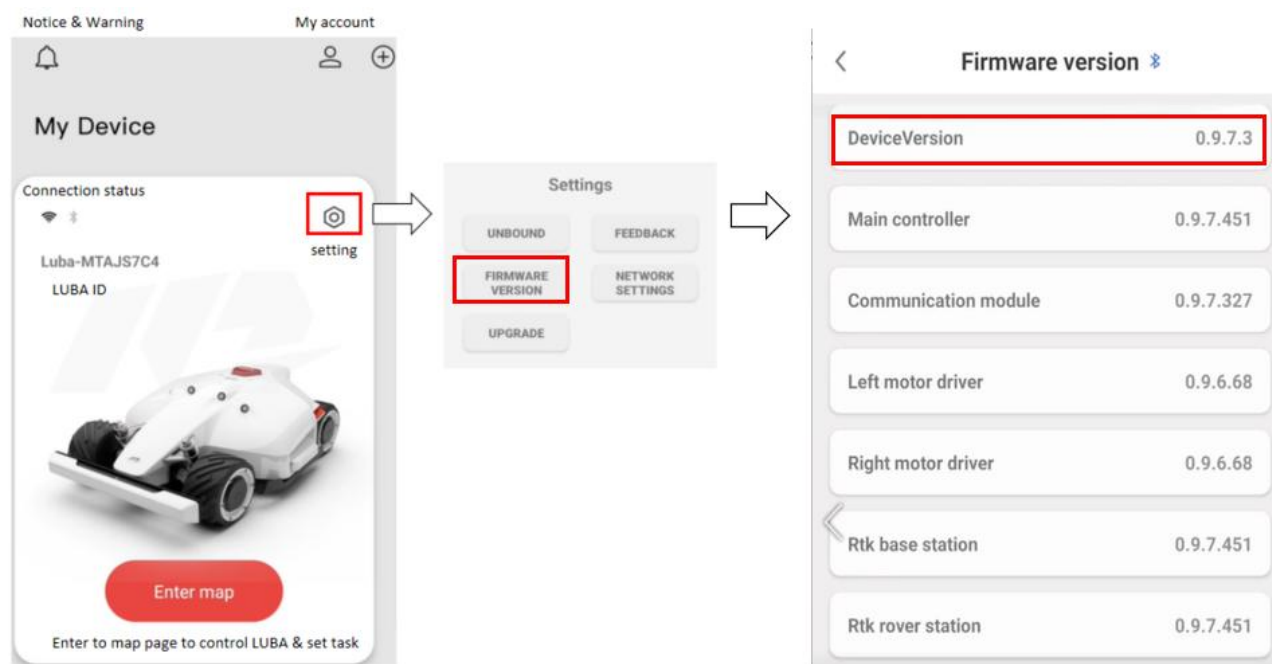 Notice & Warning
My account
My Device
Connection status
setting
Luba-MTAJS7C4
LUBA ID
Enter map
Enter to map page to control LUBA & set task
Settings
UNBOUND
FEEDBACK
FIRMWARE
VERSION
NETWORK
SETTINGS
UPGRADE
Firmware version
DeviceVersion 0.9.7.3
Main controller 0.9.7.451
Communication module 0.9.7.327
Left motor driver 0.9.6.68
Right motor driver 0.9.6.68
Rtk base station 0.9.7.451
Rtk rover station 0.9.7.451